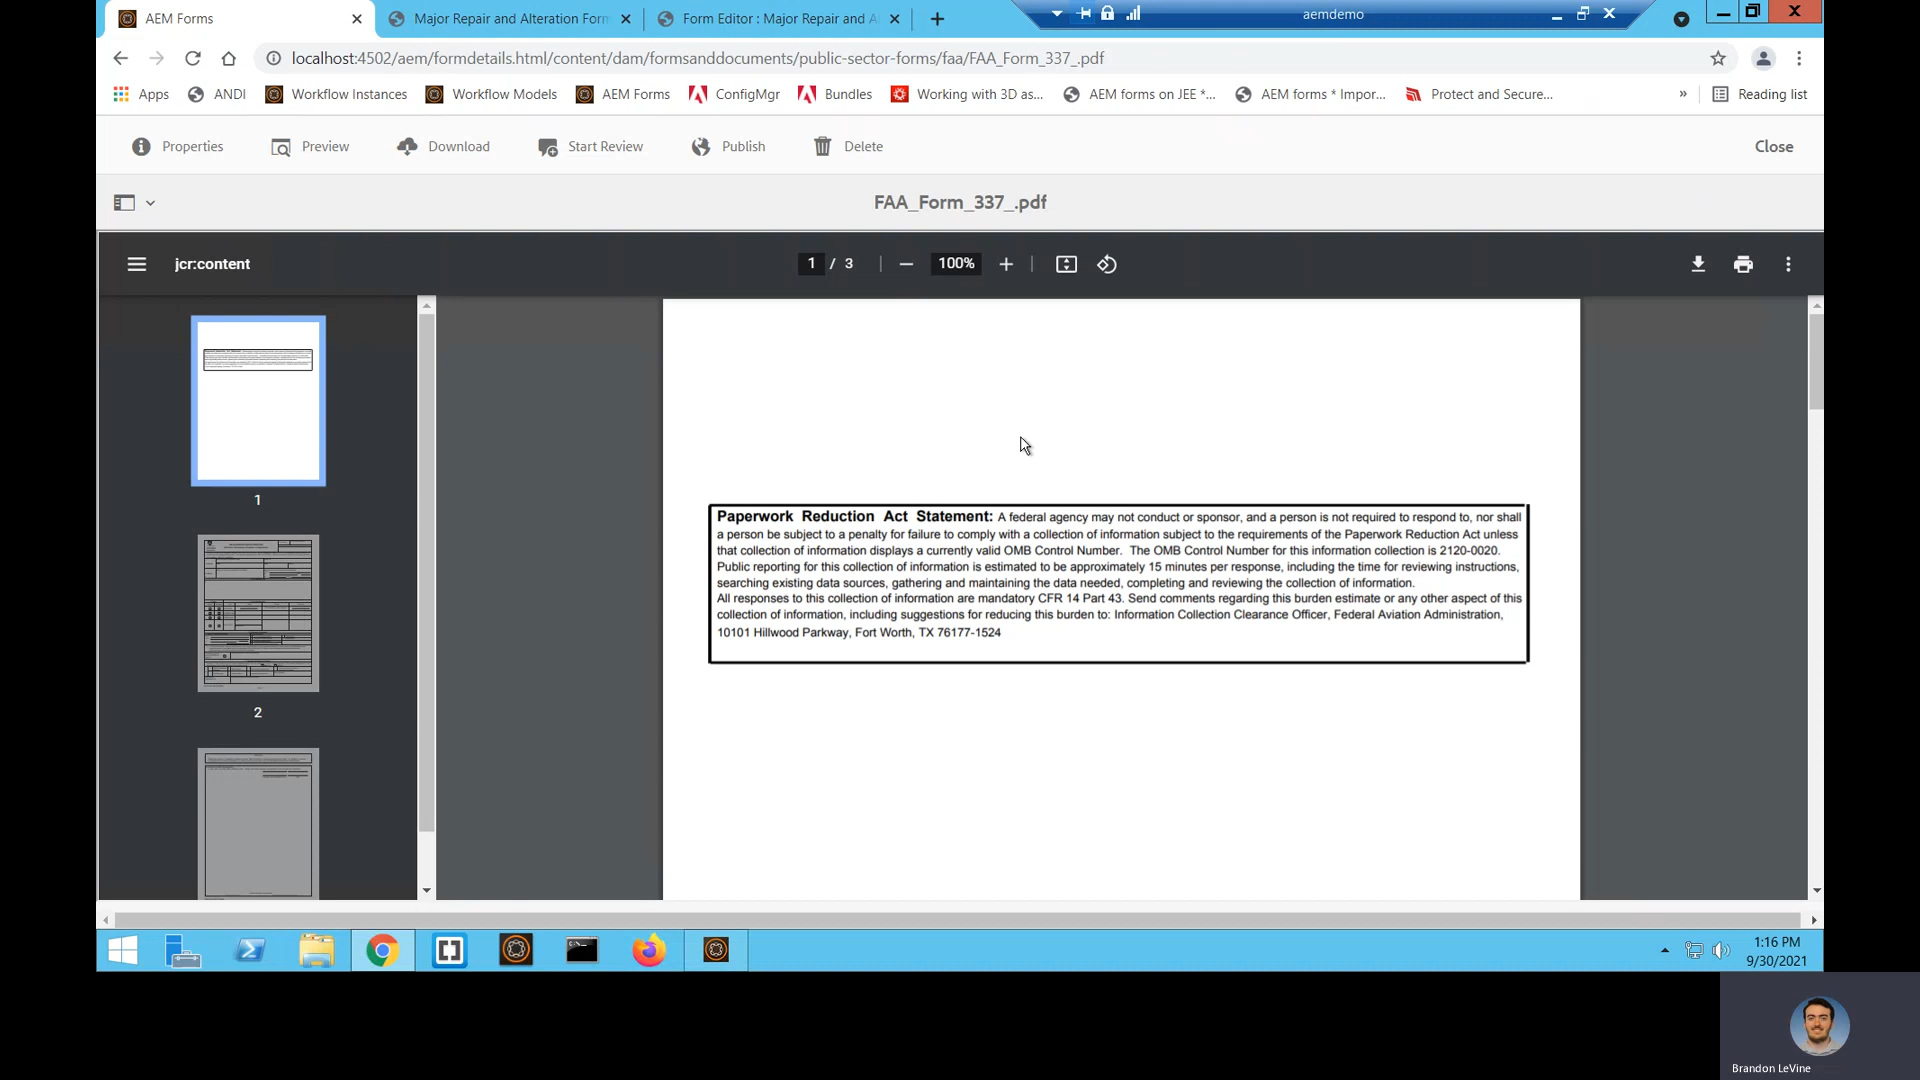 AEM Forms
Major Repair and Alteration Form
Form Editor : Major Repair and A
aemdemo
localhost:4502/aem/formdetails.html/content/dam/formsanddocuments/public-sector-forms/faa/FAA_Form_337_.pdf
Apps
ANDI
Workflow Instances
Workflow Models
AEM Forms
ConfigMgr
Bundles
Working with 3D as...
AEM forms on JEE *...
AEM forms * Impor...
Protect and Secure...
»
Reading list
Properties
Preview
Download
Start Review
Publish
Delete
Close
FAA_Form_337_.pdf
jcr:content
1 / 3
100%
1
2
Paperwork Reduction Act Statement: A federal agency may not conduct or sponsor, and a person is not required to respond to, nor shall
a person be subject to a penalty for failure to comply with a collection of information subject to the requirements of the Paperwork Reduction Act unless
that collection of information displays a currently valid OMB Control Number. The OMB Control Number for this information collection is 2120-0020.
Public reporting for this collection of information is estimated to be approximately 15 minutes per response, including the time for reviewing instructions,
searching existing data sources, gathering and maintaining the data needed, completing and reviewing the collection of information.
All responses to this collection of information are mandatory CFR 14 Part 43. Send comments regarding this burden estimate or any other aspect of this
collection of information, including suggestions for reducing this burden to: Information Collection Clearance Officer, Federal Aviation Administration,
10101 Hillwood Parkway, Fort Worth, TX 76177-1524
1:16 PM
9/30/2021
Brandon LeVine